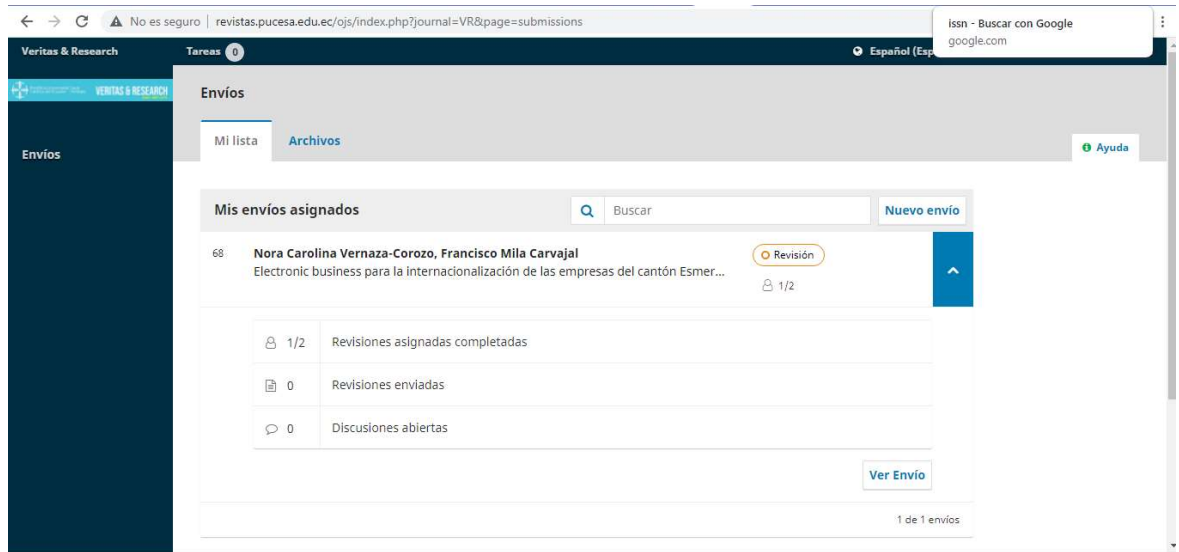 No es seguro | revistas.pucesa.edu.ec/ojs/index.php?journal=VR&page=submissions
issn - Buscar con Google
google.com
Veritas & Research
Tareas 0
Español (Esp
VERITAS & RESEARCH
Envíos
Envíos
Mi lista
Archivos
Ayuda
Mis envíos asignados
Buscar
Nuevo envío
68
Nora Carolina Vernaza-Corozo, Francisco Mila Carvajal
Electronic business para la internacionalización de las empresas del cantón Esmer...
Revisión
1/2
1/2 Revisiones asignadas completadas
0 Revisiones enviadas
0 Discusiones abiertas
Ver Envío
1 de 1 envíos